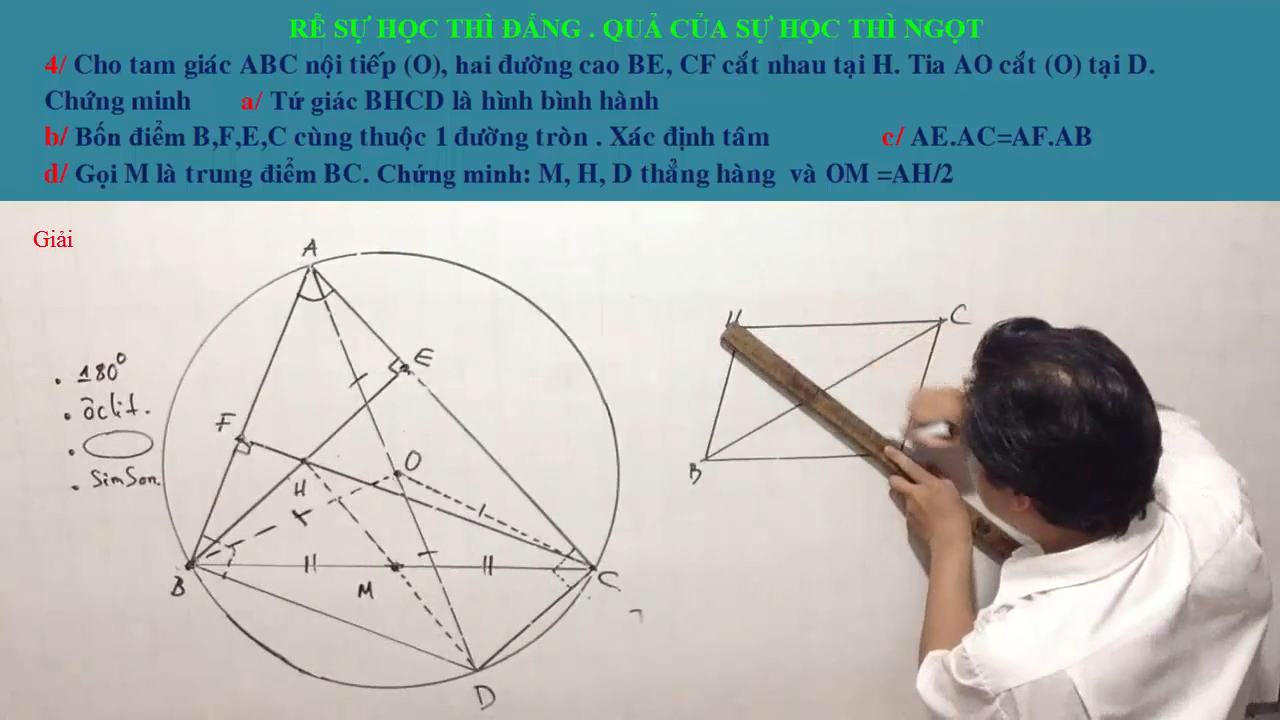 RỄ SỰ HỌC THÌ ĐẮNG . QUẢ CỦA SỰ HỌC THÌ NGỌT
4/ Cho tam giác ABC nội tiếp (O), hai đường cao BE, CF cắt nhau tại H. Tia AO cắt (O) tại D.
Chứng minh a/ Tứ giác BHCD là hình bình hành
b/ Bốn điểm B,F,E,C cùng thuộc 1 đường tròn . Xác định tâm c/ AE.AC=AF.AB
d/ Gọi M là trung điểm BC. Chứng minh: M, H, D thẳng hàng và OM =AH/2
Giải
A
H
C
E
. 180⁰
. Ơclit.
F
O
. SimSon.
H
B
B
M
C
D